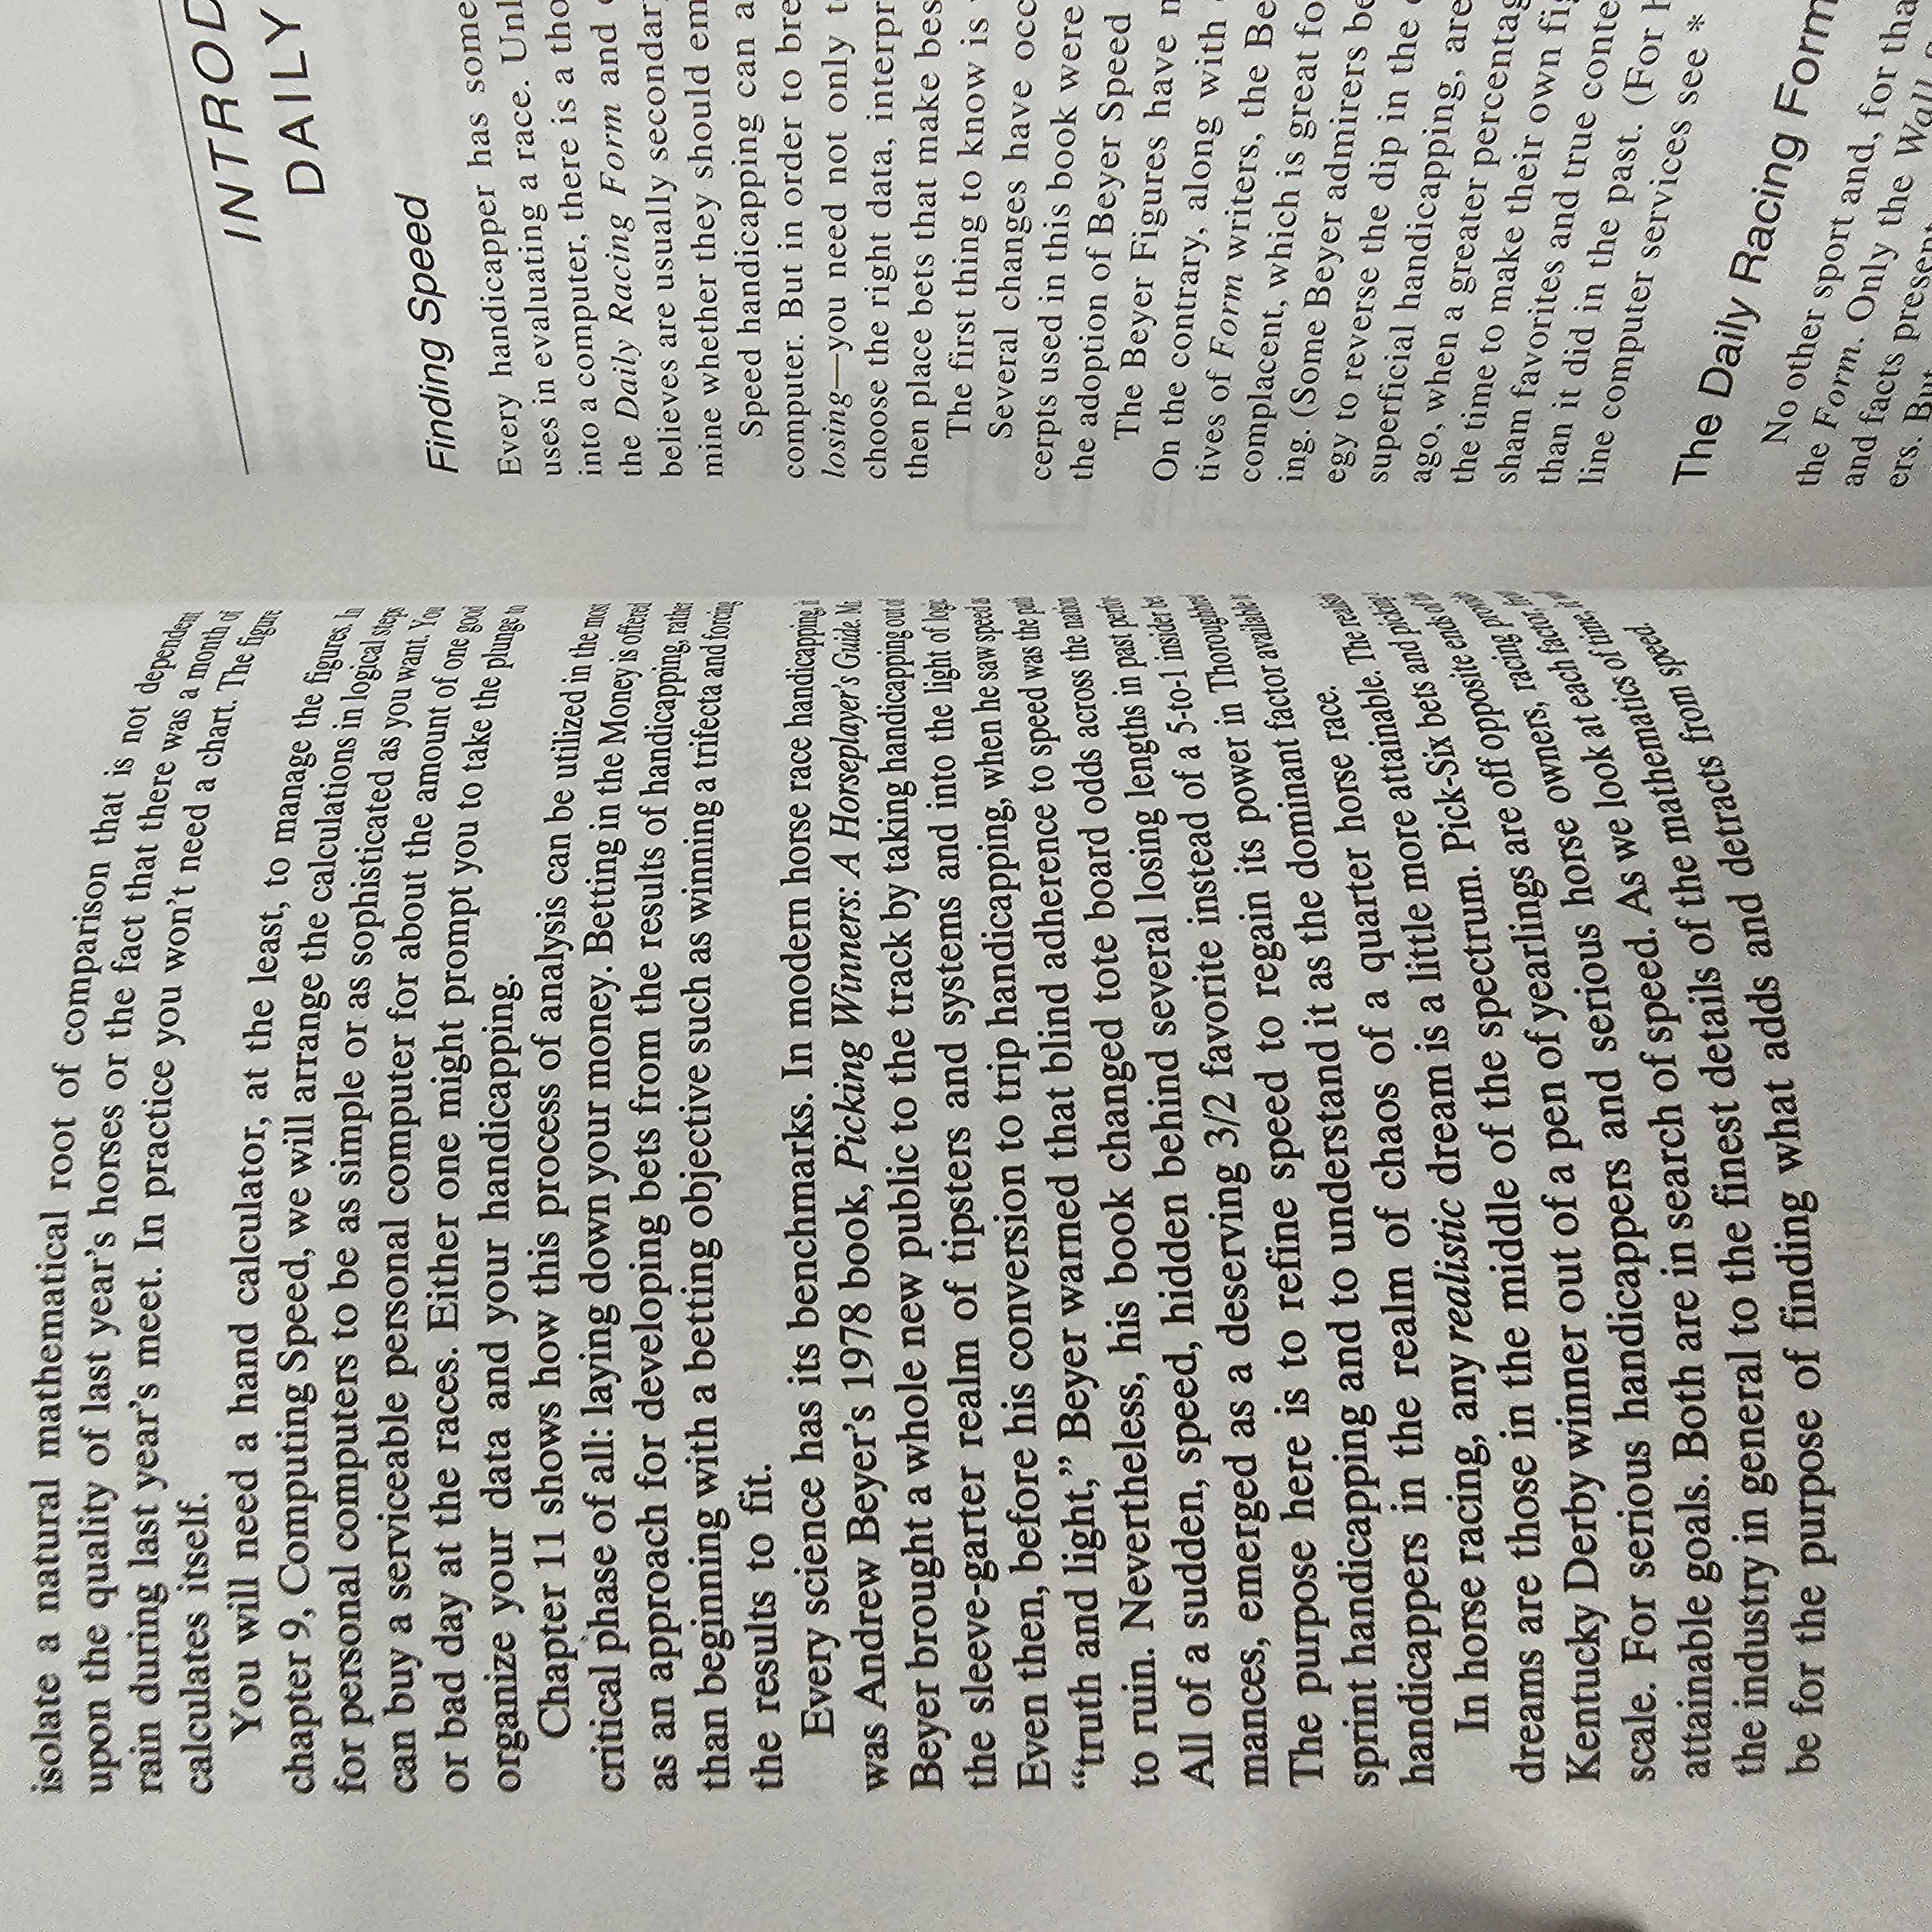 isolate a natural mathematical root of comparison that is not dependent
upon the quality of last year's horses or the fact that there was a month of
rain during last year's meet. In practice you won't need a chart. The figure
calculates itself.
You will need a hand calculator, at the least, to manage the figures. In
chapter 9, Computing Speed, we will arrange the calculations in logical steps
for personal computers to be as simple or as sophisticated as you want. You
can buy a serviceable personal computer for about the amount of one good
or bad day at the races. Either one might prompt you to take the plunge to
organize your data and your handicapping.
Chapter 11 shows how this process of analysis can be utilized in the most
critical phase of all: laying down your money. Betting in the Money is offered
as an approach for developing bets from the results of handicapping, rather
than beginning with a betting objective such as winning a trifecta and forcing
the results to fit.
Every science has its benchmarks. In modern horse race handicapping, it
was Andrew Beyer's 1978 book, Picking Winners: A Horseplayer's Guide. Mr.
Beyer brought a whole new public to the track by taking handicapping out of
the sleeve-garter realm of tipsters and systems and into the light of logic.
Even then, before his conversion to trip handicapping, when he saw speed as
“truth and light,” Beyer warned that blind adherence to speed was the path
to ruin. Nevertheless, his book changed tote board odds across the nation
All of a sudden, speed, hidden behind several losing lengths in past perfor-
mances, emerged as a deserving 3/2 favorite instead of a 5-to-1 insider bet.
The purpose here is to refine speed to regain its power in Thoroughbred
sprint handicapping and to understand it as the dominant factor available to
handicappers in the realm of chaos of a quarter horse race.
In horse racing, any realistic dream is a little more attainable. The realistic
dreams are those in the middle of the spectrum. Pick-Six bets and picking
Kentucky Derby winner out of a pen of yearlings are off opposite ends of the
scale. For serious handicappers and serious horse owners, racing provides
attainable goals. Both are in search of speed. As we look at each factor, from
the industry in general to the finest details of the mathematics of time, it will
be for the purpose of finding what adds and detracts from speed.
INTROD
DAILY
Finding Speed
Every handicapper has some
uses in evaluating a race. Unl
into a computer, there is a tho
the Daily Racing Form and
believes are usually secondar
mine whether they should em
Speed handicapping can a
computer. But in order to bre
losing—you need not only t
choose the right data, interpr
then place bets that make bes
The first thing to know is
Several changes have occ
cerpts used in this book were
the adoption of Beyer Speed
The Beyer Figures have
On the contrary, along with
tives of Form writers, the Be
complacent, which is great fo
ing. (Some Beyer admirers be
egy to reverse the dip in the
superficial handicapping, are
ago, when a greater percentag
the time to make their own fig
sham favorites and true conte
than it did in the past. (For
line computer services see *
The Daily Racing Form
No other sport and, for tha
the Form. Only the Wall
and facts present
ers. But